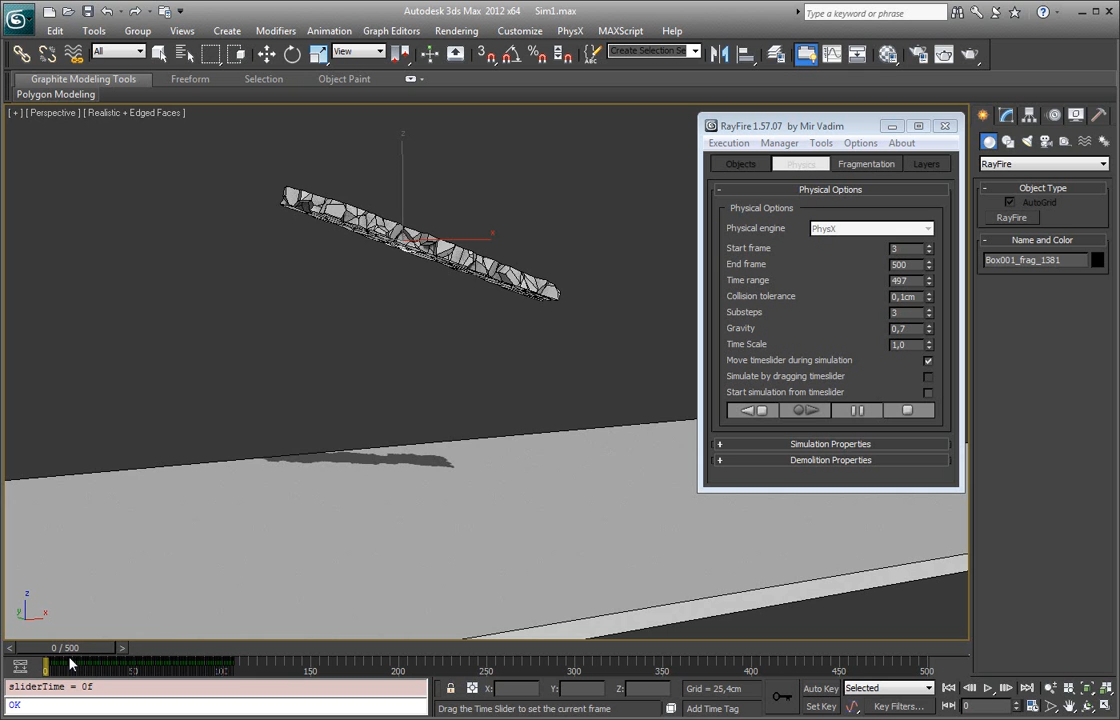 Autodesk 3ds Max 2012 x64 Sim1.max
Type a keyword or phrase
Edit Tools Group Views Create Modifiers Animation Graph Editors Rendering Customize PhysX MAXScript Help
All View Create Selection Se
Graphite Modeling Tools Freeform Selection Object Paint
Polygon Modeling
[ + ] [ Perspective ] [ Realistic + Edged Faces ]
RayFire 1.57.07 by Mir Vadim
Execution Manager Tools Options About
Objects Physics Fragmentation Layers
Physical Options
Physical Options
Physical engine PhysX
Start frame 3
End frame 500
Time range 497
Collision tolerance 0,1cm
Substeps 3
Gravity 0,7
Time Scale 1,0
Move timeslider during simulation
Simulate by dragging timeslider
Start simulation from timeslider
Simulation Properties
Demolition Properties
RayFire
Object Type
AutoGrid
RayFire
Name and Color
Box001_frag_1381
z
x
z
y x
0 / 500
0 50 100 150 200 250 300 350 400 450 500
sliderTime = 0f
OK
X: Y: Z: Grid = 25,4cm
Drag the Time Slider to set the current frame Add Time Tag
Auto Key Selected
Set Key Key Filters... 0